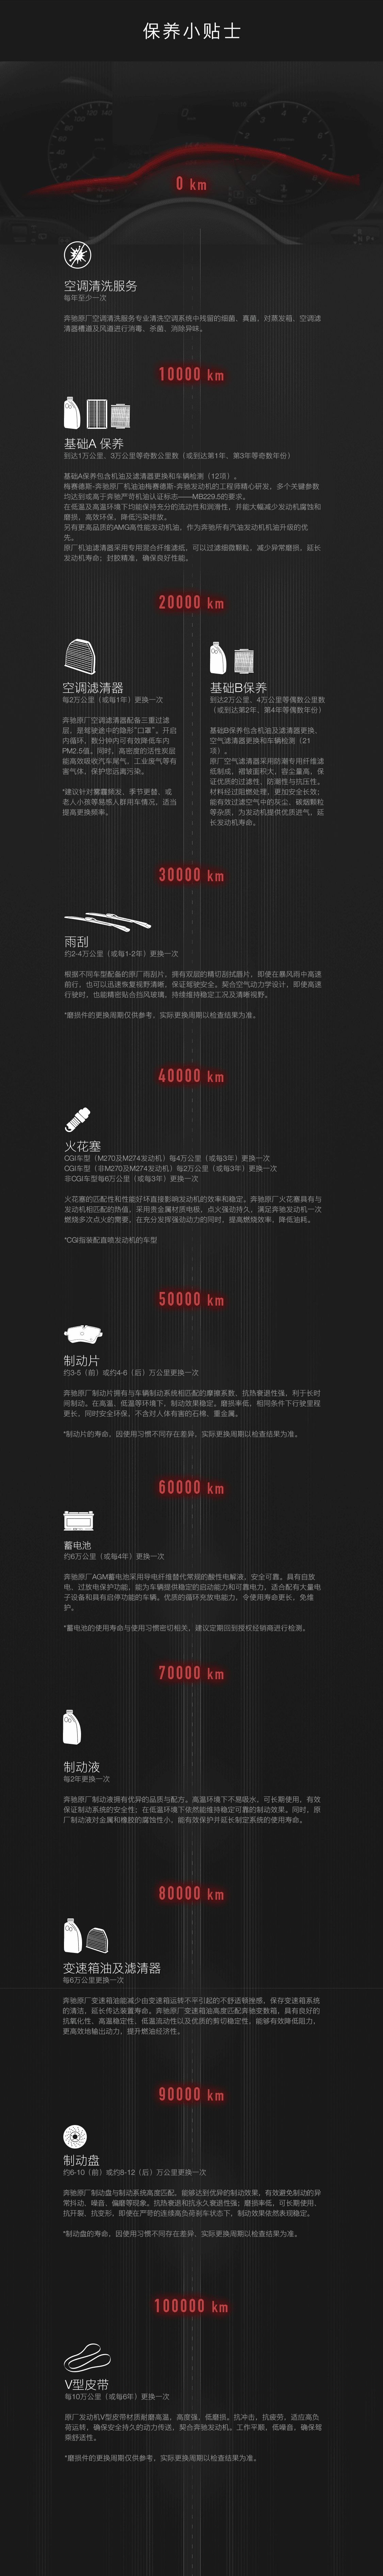 保养小贴士
0 km
空调清洗服务
每年至少一次
奔驰原厂空调清洗服务专业清洗空调系统中残留的细菌、真菌，对蒸发箱、空调滤
清器槽道及风道进行消毒、杀菌、消除异味。
10000 km
基础A 保养
到达1万公里，3万公里等奇数公里数（或到达第1年，第3年等奇数年份）
基础A保养包含机油及滤清器更换和车辆检测（12项）。
梅赛德斯-奔驰原厂机油油梅赛德斯-奔驰发动机的工程师精心研发，多个关键参数
均达到或高于奔驰严苛机油认证标志——MB229.5的要求。
在低温及高温环境下均能保持充分的流动性和润滑性，并能大幅减少发动机腐蚀和
磨损，高效环保，降低污染排放。
另有更高品质的AMG高性能发动机油，作为奔驰所有汽油发动机机油升级的优
先。
原厂机油滤清器采用专用混合纤维滤纸，可以过滤细微颗粒，减少异常磨损，延长
发动机寿命；封胶精准，确保良好性能。
20000 km
空调滤清器
每2万公里（或每1年）更换一次
奔驰原厂空调滤清器配备三重过滤
层，是驾驶途中的隐形“口罩”。开启
内循环，数分钟内可有效降低车内
PM2.5值。同时，高密度的活性炭层
能高效吸收汽车尾气，工业废气等有
害气体，保护您远离污染。
*建议针对雾霾频发，季节更替，或
老人小孩等易感人群用车情况，适当
提高更换频率。
基础B保养
到达2万公里，4万公里等偶数公里数
（或到达第2年，第4年等偶数年份）
基础B保养包含机油及滤清器更换，
空气滤清器更换和车辆检测（21
项）。
原厂空气滤清器采用防潮专用纤维滤
纸制成，褶皱面积大，容尘量高，保
证优质的过滤性、防潮性与抗压性。
材料经过阻燃处理，更加安全长效；
能有效过滤空气中的灰尘，碳烟颗粒
等杂质，为发动机提供优质进气，延
长发动机寿命。
30000 km
雨刮
约2-4万公里（或每1-2年）更换一次
根据不同车型配备的原厂雨刮片，拥有双层的精切刮拭胎片，即使在暴风雨中高速
前行，也可以迅速恢复视野清晰，保证驾驶安全。契合空气动力学设计，即使高速
行驶时，也能精密贴合挡风玻璃，持续维持稳定工况及清晰视野。
*磨损件的更换周期仅供参考，实际更换周期以检查结果为准。
40000 km
火花塞
CGI车型（M270及M274发动机）每4万公里（或每3年）更换一次
CGI车型（非M270及M274发动机）每2万公里（或每3年）更换一次
非CGI车型每6万公里（或每3年）更换一次
火花塞的匹配性和性能好坏直接影响发动机的效率和稳定。奔驰原厂火花塞具有与
发动机相匹配的热值，采用贵金属材质电极，点火强劲持久，满足奔驰发动机一次
燃烧多次点火的需要，在充分发挥强劲动力的同时，提高燃烧效率、降低油耗。
*CGI指装配直喷发动机的车型
50000 km
制动片
约3-5（前）或约4-6（后）万公里更换一次
奔驰原厂制动片拥有与车辆制动系统相匹配的摩擦系数，抗热衰退性强，利于长时
间制动。在高温、低温等环境下，制动效果稳定。磨损率低，相同条件下行驶里程
更长，同时安全环保，不含对人体有害的石棉、重金属。
*制动片的寿命，因使用习惯不同存在差异，实际更换周期以检查结果为准。
60000 km
蓄电池
约6万公里（或每4年）更换一次
奔驰原厂AGM蓄电池采用导电纤维替代常规的酸性电解液，安全可靠。具有自放
电、过放电保护功能，能为车辆提供稳定的启动能力和可靠电力，适合配有大量电
子设备和具有启停功能的车辆。优质的循环充放电能力，令使用寿命更长，免维
护。
*蓄电池的使用寿命与使用习惯密切相关，建议定期回到授权经销商进行检测。
70000 km
制动液
每2年更换一次
奔驰原厂制动液拥有优异的品质与配方。高温环境下不易吸水，可长期使用，有效
保证制动系统的安全性；在低温环境下依然能维持稳定可靠的制动效果。同时，原
厂制动液对金属和橡胶的腐蚀性小，能有效保护并延长制定系统的使用寿命。
80000 km
变速箱油及滤清器
每6万公里更换一次
奔驰原厂变速箱油能减少由变速箱运转不平引起的不舒适顿挫感，保存变速箱系统
的清洁，延长传达装蓄寿命。奔驰原厂变速箱油高度匹配奔驰变数箱，具有良好的
抗氧化性，高温稳定性，低温流动性以及优质的剪切稳定性，能够有效降低阻力，
更高效地输出动力，提升燃油经济性。
90000 km
制动盘
约6-10（前）或约8-12（后）万公里更换一次
奔驰原厂制动盘与制动系统高度匹配，能够达到优异的制动效果，有效避免制动的异
常抖动、噪音、偏磨等现象。抗热衰退和抗永久衰退性强；磨损率低，可长期使用，
抗开裂，抗变形，即使在严苛的连续高负荷刹车状态下，制动效果依然表现稳定。
*制动盘的寿命，因使用习惯不同存在差异，实际更换周期以检查结果为准。
100000 km
V型皮带
每10万公里（或每6年）更换一次
原厂发动机V型皮带材质耐磨高温，高度强，低磨损。抗冲击，抗疲劳，适应高负
荷运转，确保安全持久的动力传送，契合奔驰发动机。工作平顺，低噪音，确保驾
乘舒适性。
*磨损件的更换周期仅供参考，实际更换周期以检查结果为准。